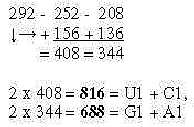 292 - 252 - 208
↓→ + 156 + 136
= 408 = 344
2 x 408 = 816 = U1 + C1,
2 x 344 = 688 = G1 + A1